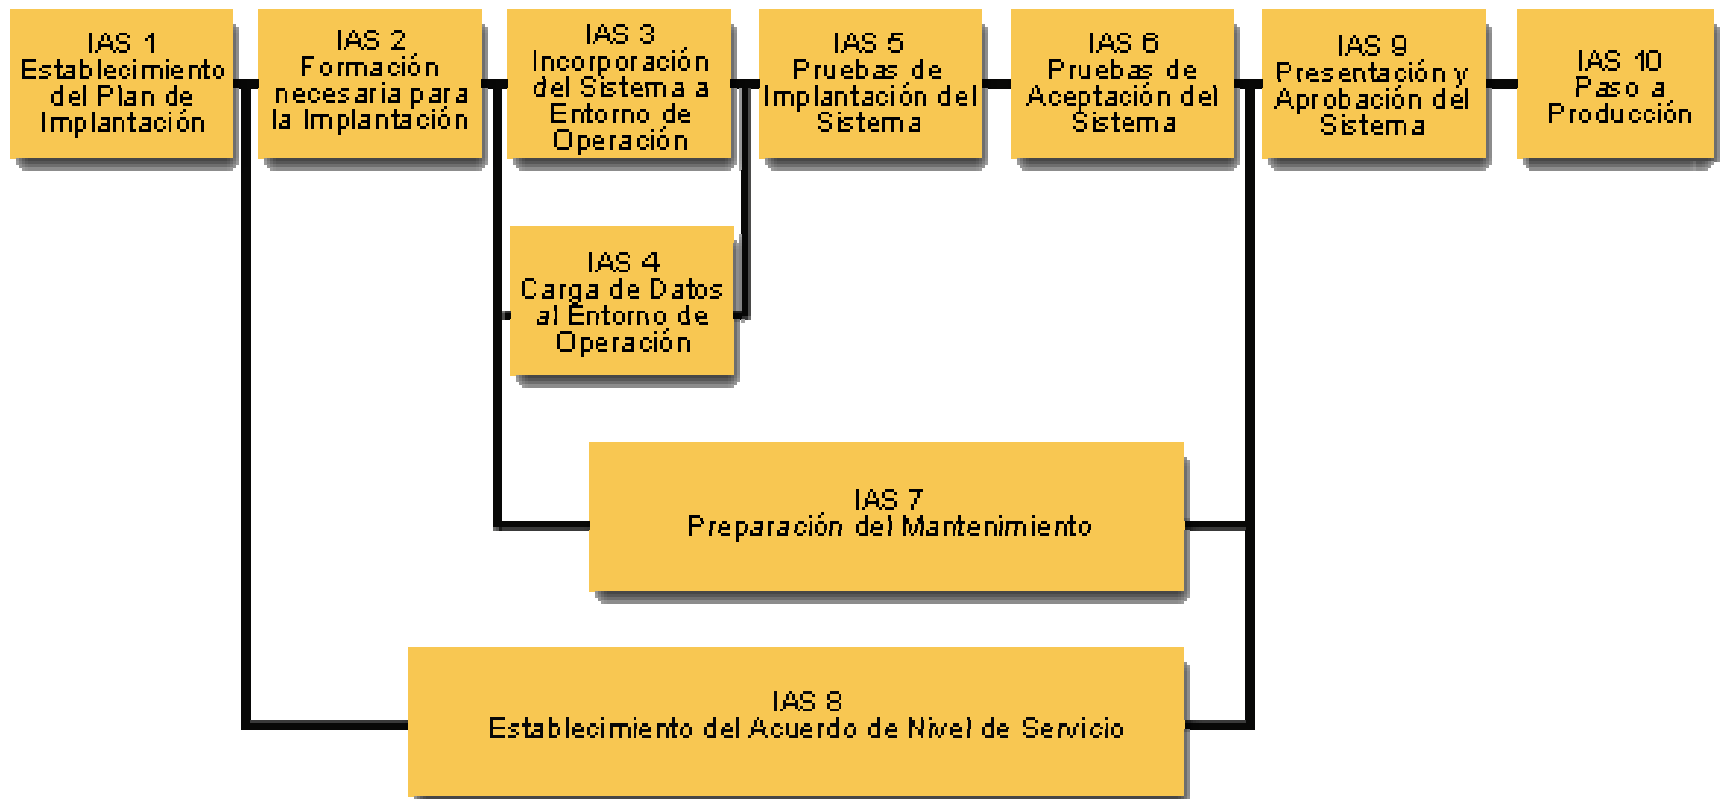 IAS 1
Establecimiento
del Plan de
Implantación
IAS 2
Formación
necesaria para
la Implantación
IAS 3
Incorporación
del Sistema a
Entorno de
Operación
IAS 5
Pruebas de
Implantación del
Sistema
IAS 6
Pruebas de
Aceptación del
Sistema
IAS 9
Presentación y
Aprobación del
Sistema
IAS 10
Paso a
Producción
IAS 4
Carga de Datos
al Entorno de
Operación
IAS 7
Preparación del Mantenimiento
IAS 8
Establecimiento del Acuerdo de Nivel de Servicio